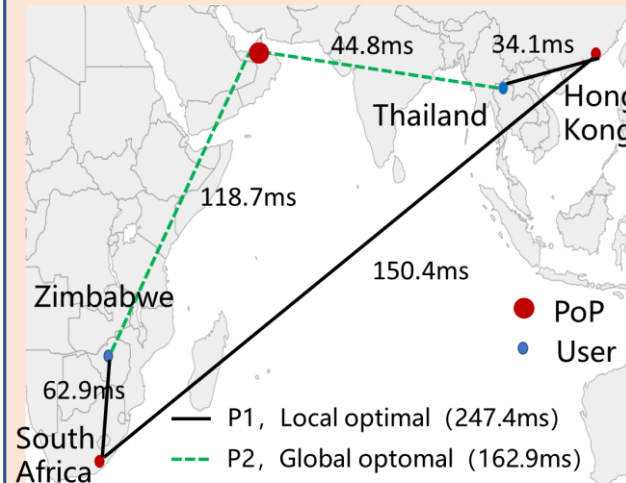 44.8ms
34.1ms
Thailand
Hong
Kong
118.7ms
150.4ms
Zimbabwe
PoP
User
62.9ms
P1, Local optimal (247.4ms)
South
Africa
P2, Global optomal (162.9ms)